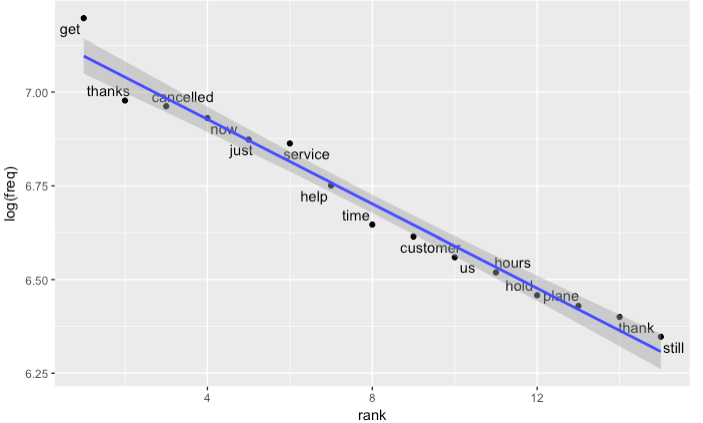 get
thanks
cancelled
now
just
service
help
time
customer
us
hours
hold
plane
thank
still
7.00
6.75
6.50
6.25
log(freq)
4
8
12
rank